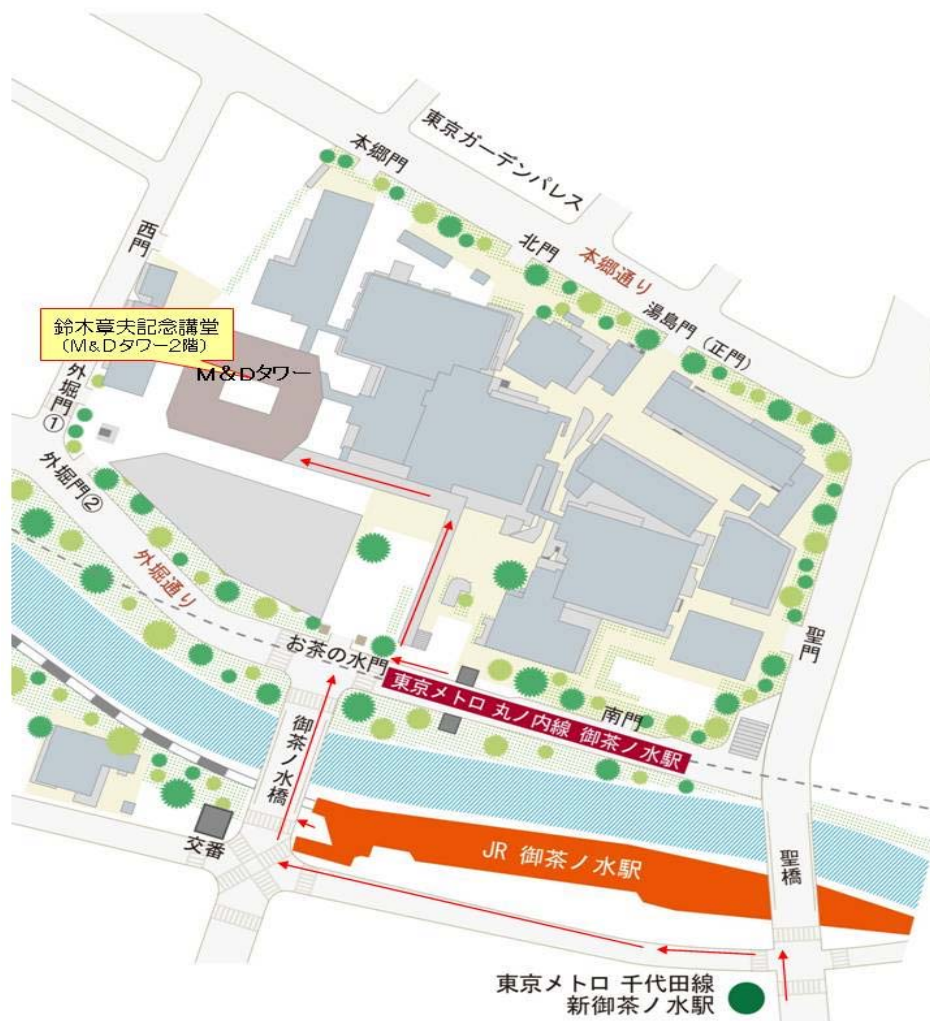 東京ガーデンパレス
本郷門
北門
本郷通り
湯島門(正門)
西門
鈴木章夫記念講堂
(M&Dタワー2階)
M&Dタワー
外堀門①
外堀門②
外堀通り
お茶の水門
東京メトロ 丸ノ内線 御茶ノ水駅
南門
聖門
御茶ノ水橋
交番
JR 御茶ノ水駅
聖橋
東京メトロ 千代田線
新御茶ノ水駅